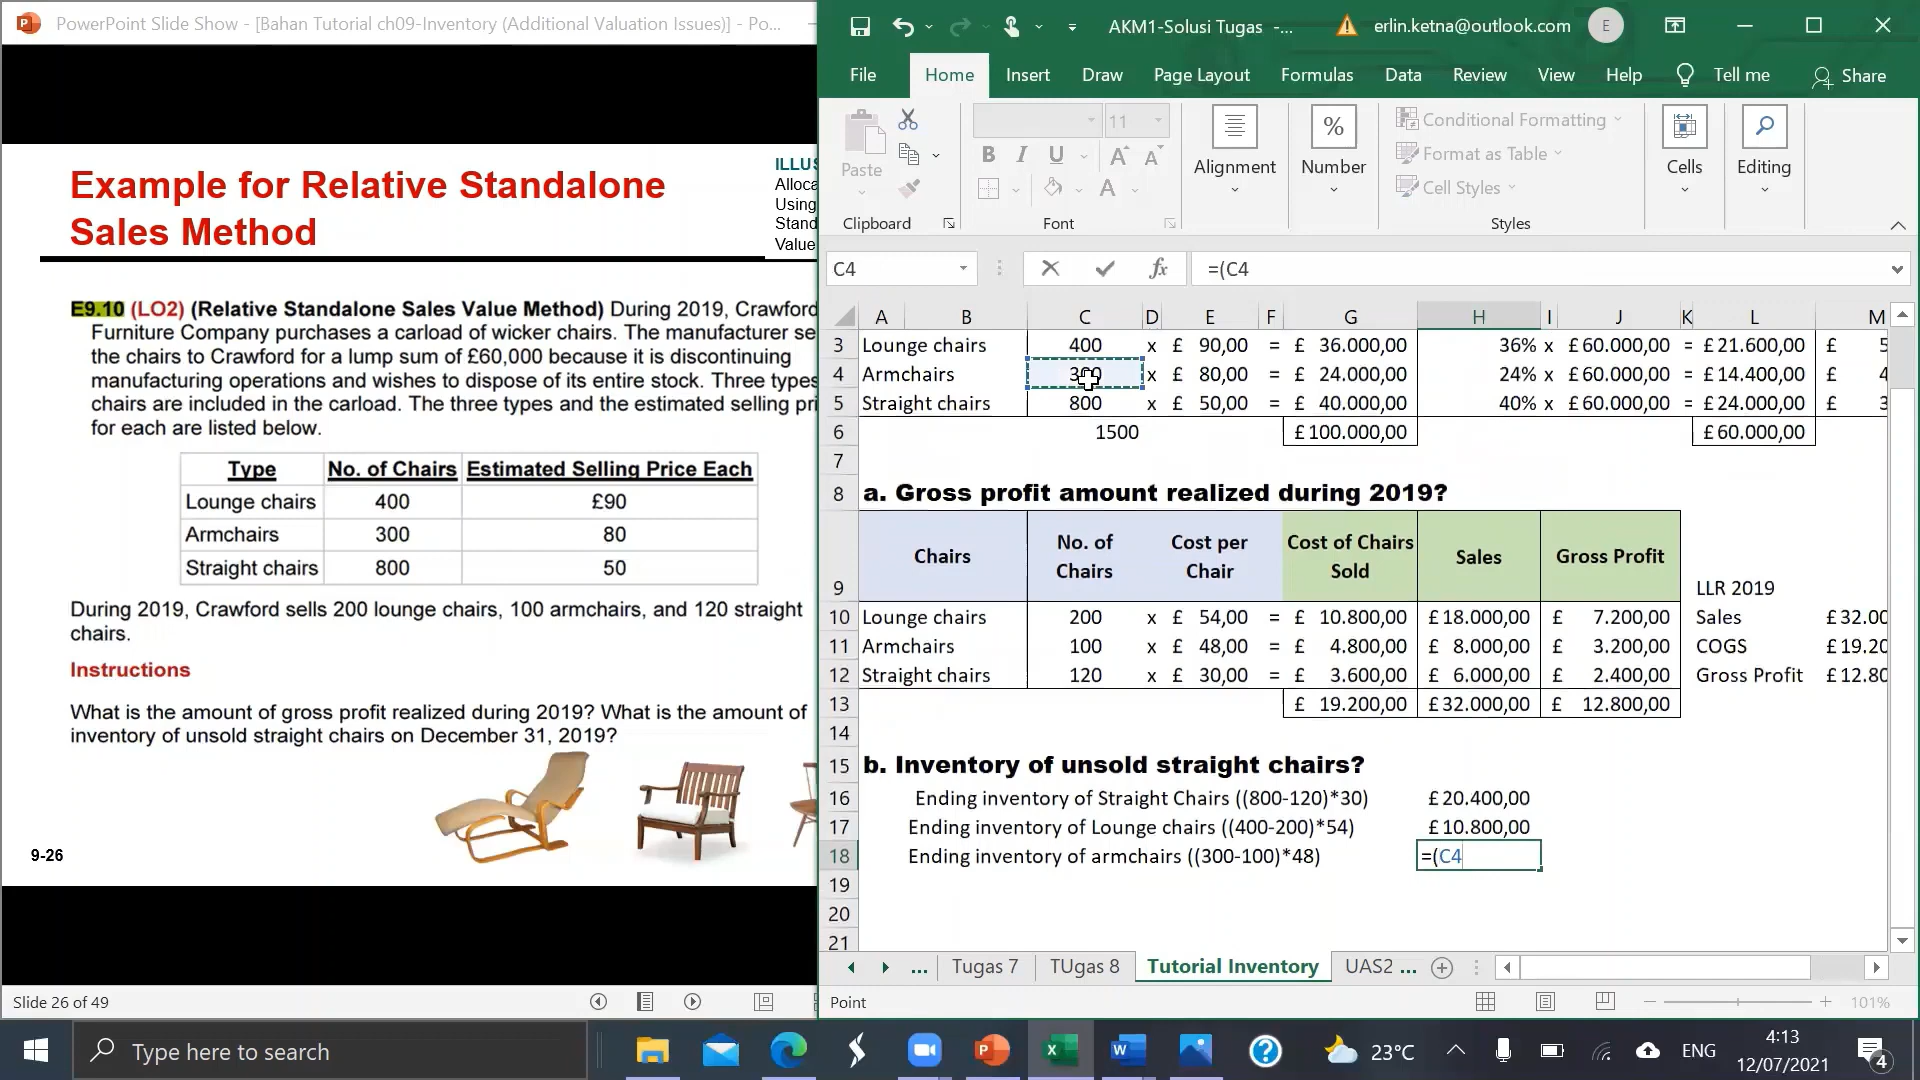 PowerPoint Slide Show - [Bahan Tutorial ch09-Inventory (Additional Valuation Issues)] - Po...
Example for Relative Standalone
Sales Method
ILLUS
Alloca
Using
Stand
Value
E9.10 (LO2) (Relative Standalone Sales Value Method) During 2019, Crawford
Furniture Company purchases a carload of wicker chairs. The manufacturer se
the chairs to Crawford for a lump sum of £60,000 because it is discontinuing
manufacturing operations and wishes to dispose of its entire stock. Three types
chairs are included in the carload. The three types and the estimated selling pri
for each are listed below.
Type No. of Chairs Estimated Selling Price Each
Lounge chairs 400 £90
Armchairs 300 80
Straight chairs 800 50
During 2019, Crawford sells 200 lounge chairs, 100 armchairs, and 120 straight
chairs.
Instructions
What is the amount of gross profit realized during 2019? What is the amount of
inventory of unsold straight chairs on December 31, 2019?
9-26
Slide 26 of 49
AKM1-Solusi Tugas -... erlin.ketna@outlook.com E
File Home Insert Draw Page Layout Formulas Data Review View Help Tell me Share
Paste 11 Alignment Number Conditional Formatting Format as Table Cell Styles Cells Editing
Clipboard Font Styles
C4 fx =(C4
A B C D E F G H I J K L M
3 Lounge chairs 400 x £ 90,00 = £ 36.000,00 36% x £60.000,00 = £21.600,00 £ 5
4 Armchairs 300 x £ 80,00 = £ 24.000,00 24% x £60.000,00 = £14.400,00 £ 4
5 Straight chairs 800 x £ 50,00 = £ 40.000,00 40% x £60.000,00 = £24.000,00 £ 3
6 1500 £100.000,00 £60.000,00
7
8 a. Gross profit amount realized during 2019?
9 Chairs No. of Chairs Cost per Chair Cost of Chairs Sold Sales Gross Profit LLR 2019
10 Lounge chairs 200 x £ 54,00 = £ 10.800,00 £18.000,00 £ 7.200,00 Sales £32.00
11 Armchairs 100 x £ 48,00 = £ 4.800,00 £ 8.000,00 £ 3.200,00 COGS £19.20
12 Straight chairs 120 x £ 30,00 = £ 3.600,00 £ 6.000,00 £ 2.400,00 Gross Profit £12.80
13 £ 19.200,00 £32.000,00 £ 12.800,00
14
15 b. Inventory of unsold straight chairs?
16 Ending inventory of Straight Chairs ((800-120)*30) £20.400,00
17 Ending inventory of Lounge chairs ((400-200)*54) £10.800,00
18 Ending inventory of armchairs ((300-100)*48) =(C4
19
20
21
... Tugas 7 TUgas 8 Tutorial Inventory UAS2 ...
Point 101%
Type here to search 23°C ENG 4:13
12/07/2021 4